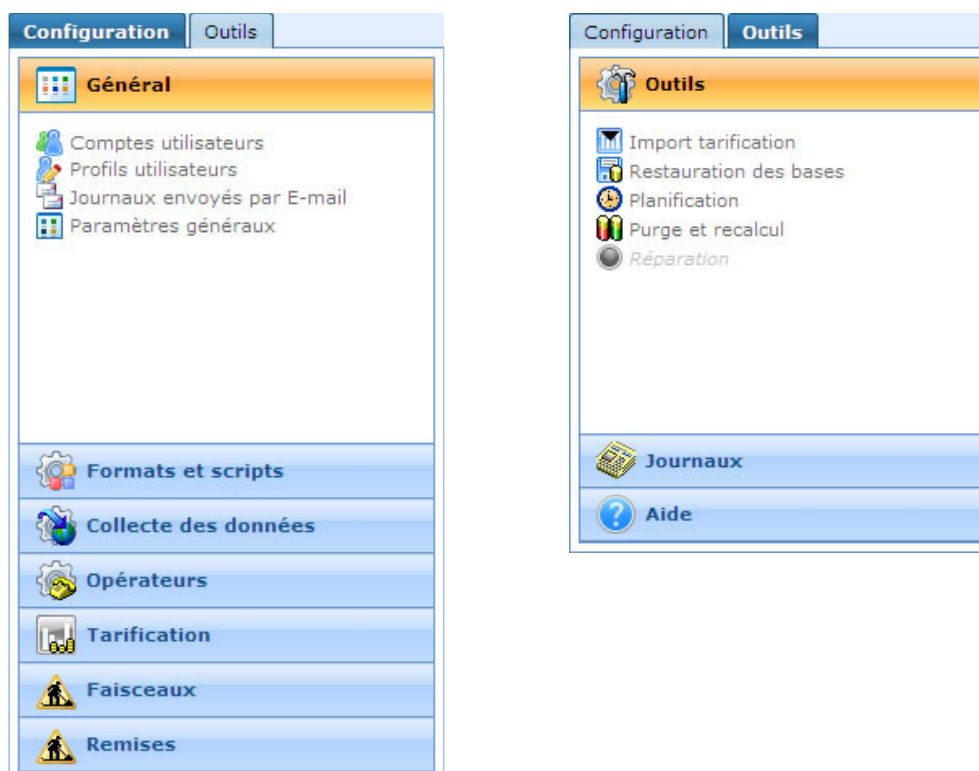 Configuration Outils
Général
Comptes utilisateurs
Profils utilisateurs
Journaux envoyés par E-mail
Paramètres généraux
Formats et scripts
Collecte des données
Opérateurs
Tarification
Faisceaux
Remises
Configuration Outils
Outils
Import tarification
Restauration des bases
Planification
Purge et recalcul
Réparation
Journaux
Aide